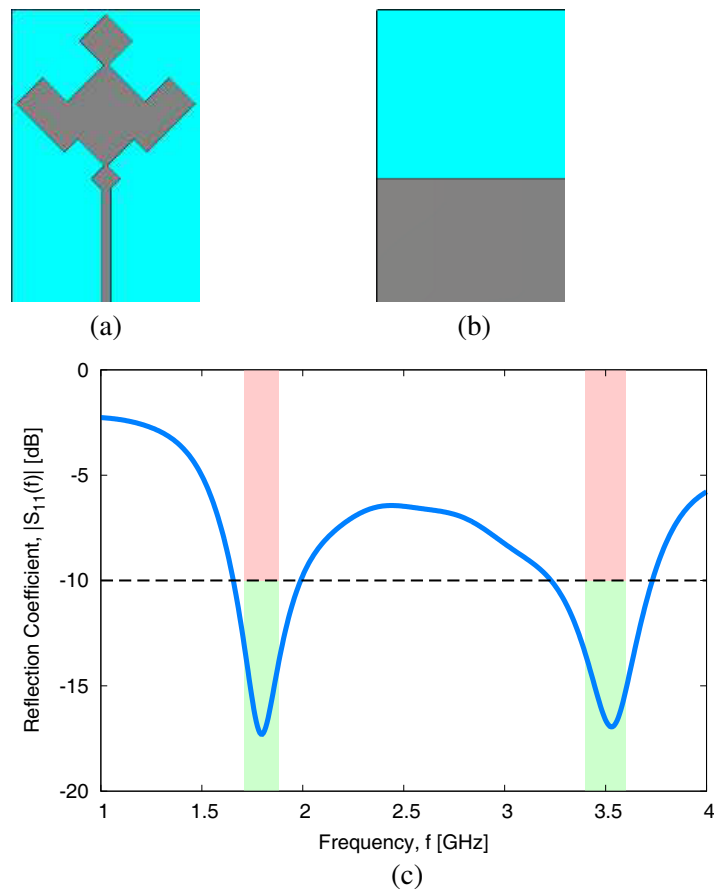 (a)
(b)
0
-5
-10
-15
-20
Reflection Coefficient, |S11(f)| [dB]
1
1.5
2
2.5
3
3.5
4
Frequency, f [GHz]
(c)